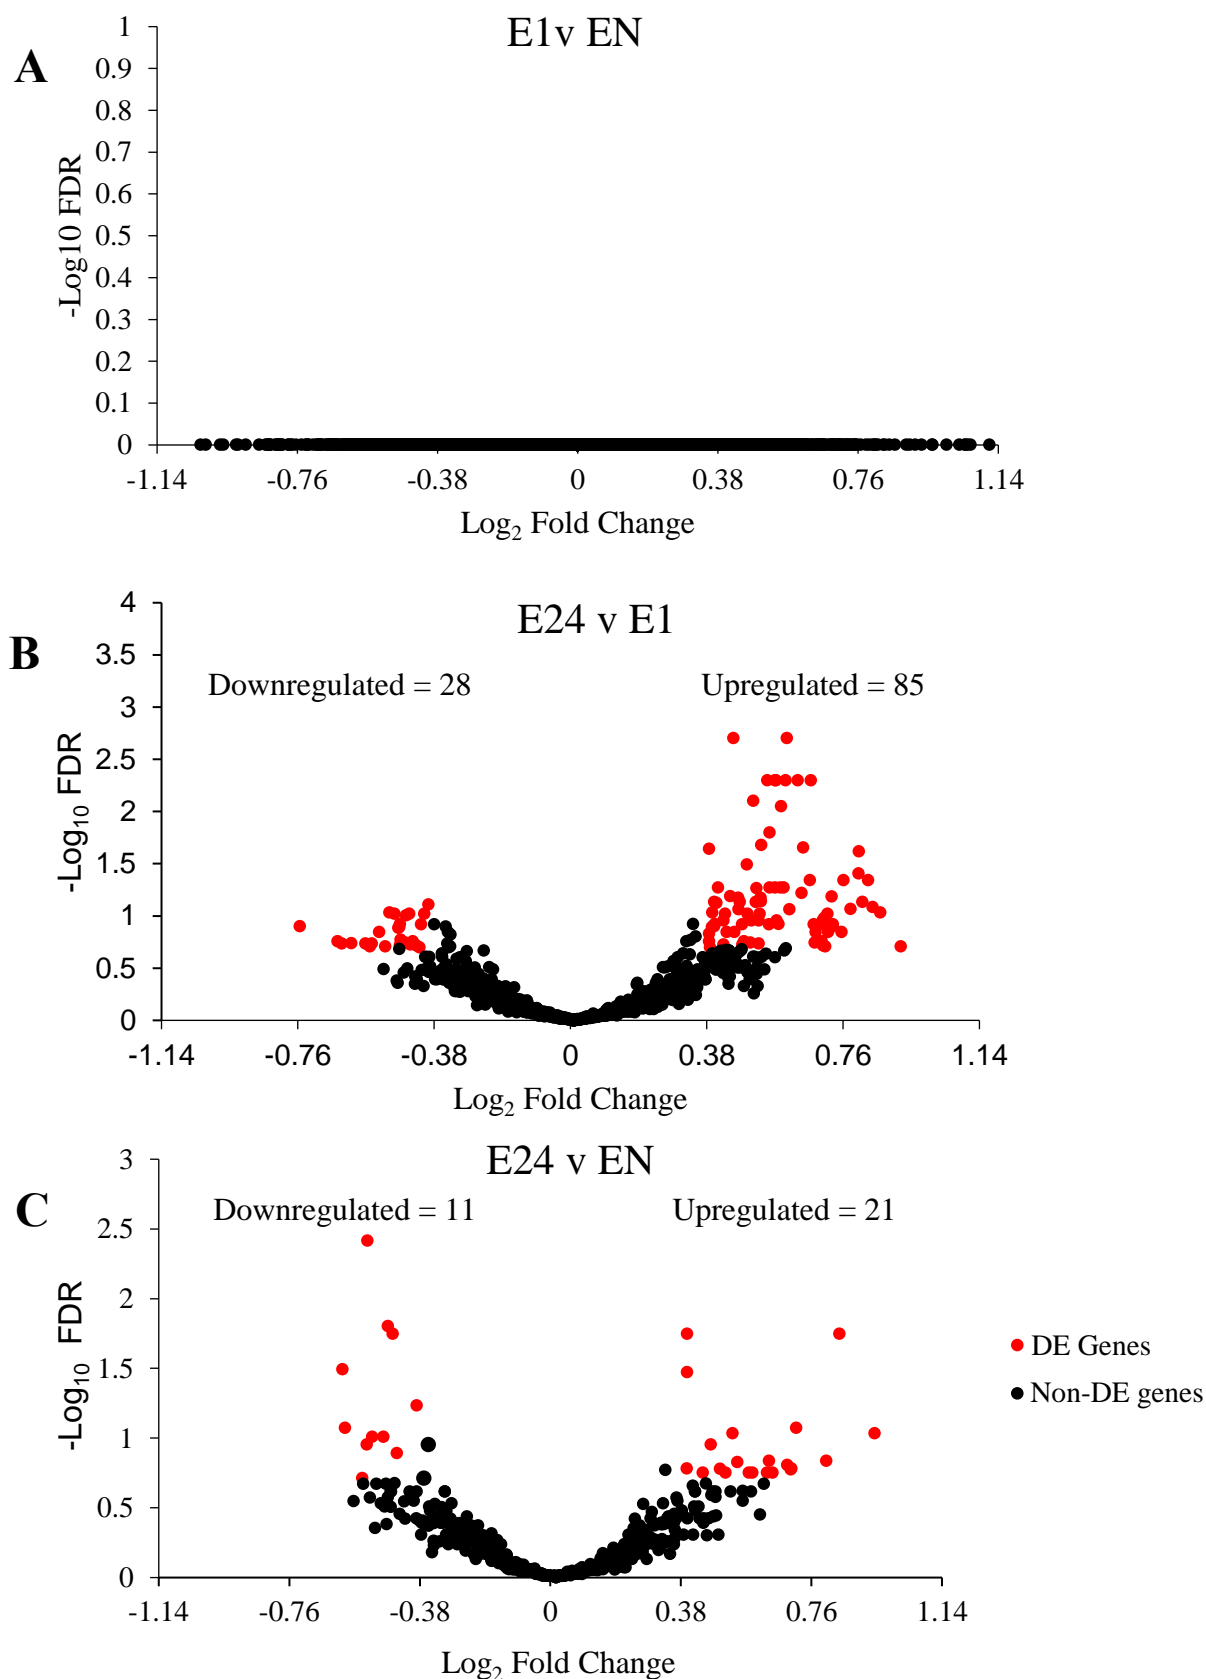 E1v EN
A
1
0.9
0.8
0.7
0.6
0.5
0.4
0.3
0.2
0.1
0
-Log10 FDR
-1.14 -0.76 -0.38 0 0.38 0.76 1.14
Log2 Fold Change
E24 v E1
B
Downregulated = 28 Upregulated = 85
4
3.5
3
2.5
2
1.5
1
0.5
0
-Log10 FDR
-1.14 -0.76 -0.38 0 0.38 0.76 1.14
Log2 Fold Change
E24 v EN
C
Downregulated = 11 Upregulated = 21
3
2.5
2
1.5
1
0.5
0
-Log10 FDR
DE Genes
Non-DE genes
-1.14 -0.76 -0.38 0 0.38 0.76 1.14
Log2 Fold Change